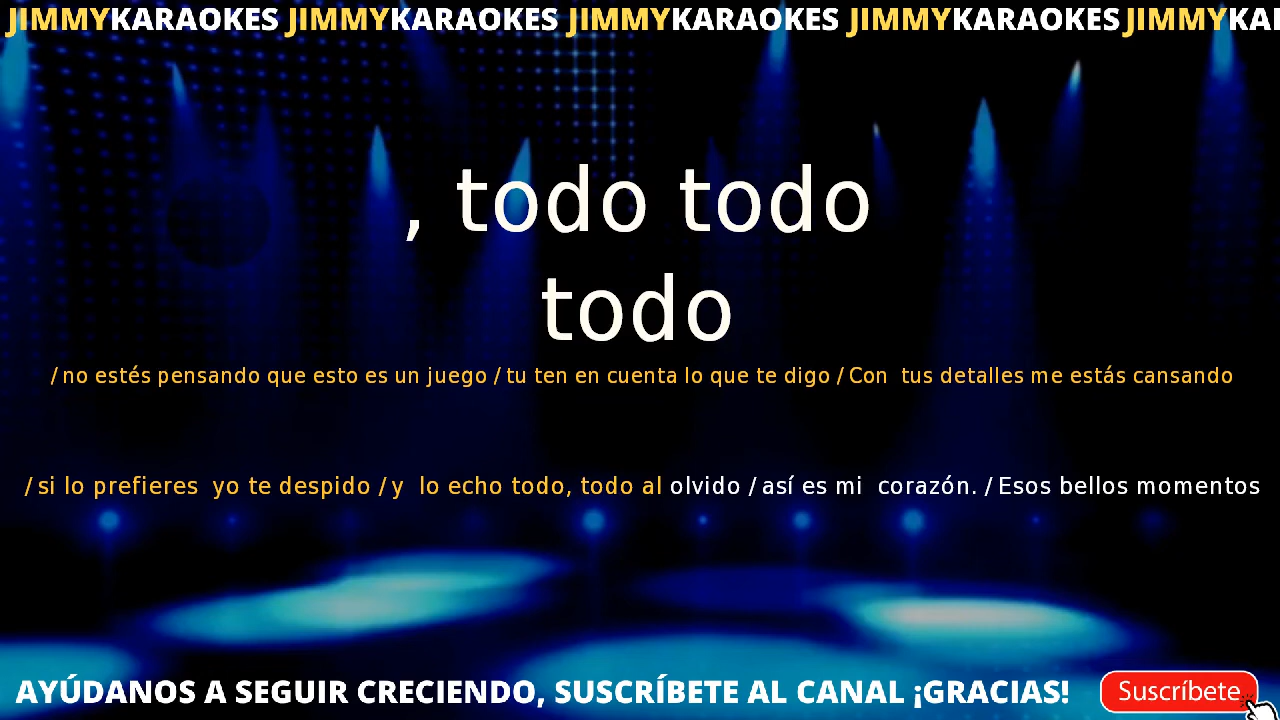 JIMMYKARAOKES JIMMYKARAOKES JIMMYKARAOKES JIMMYKARAOKES JIMMYKA
, todo todo
todo
/ no estés pensando que esto es un juego / tu ten en cuenta lo que te digo / Con tus detalles me estás cansando
/ si lo prefieres yo te despido / y lo echo todo, todo al olvido / así es mi corazón. / Esos bellos momentos
AYÚDANOS A SEGUIR CRECIENDO, SUSCRÍBETE AL CANAL ¡GRACIAS! Suscríbete